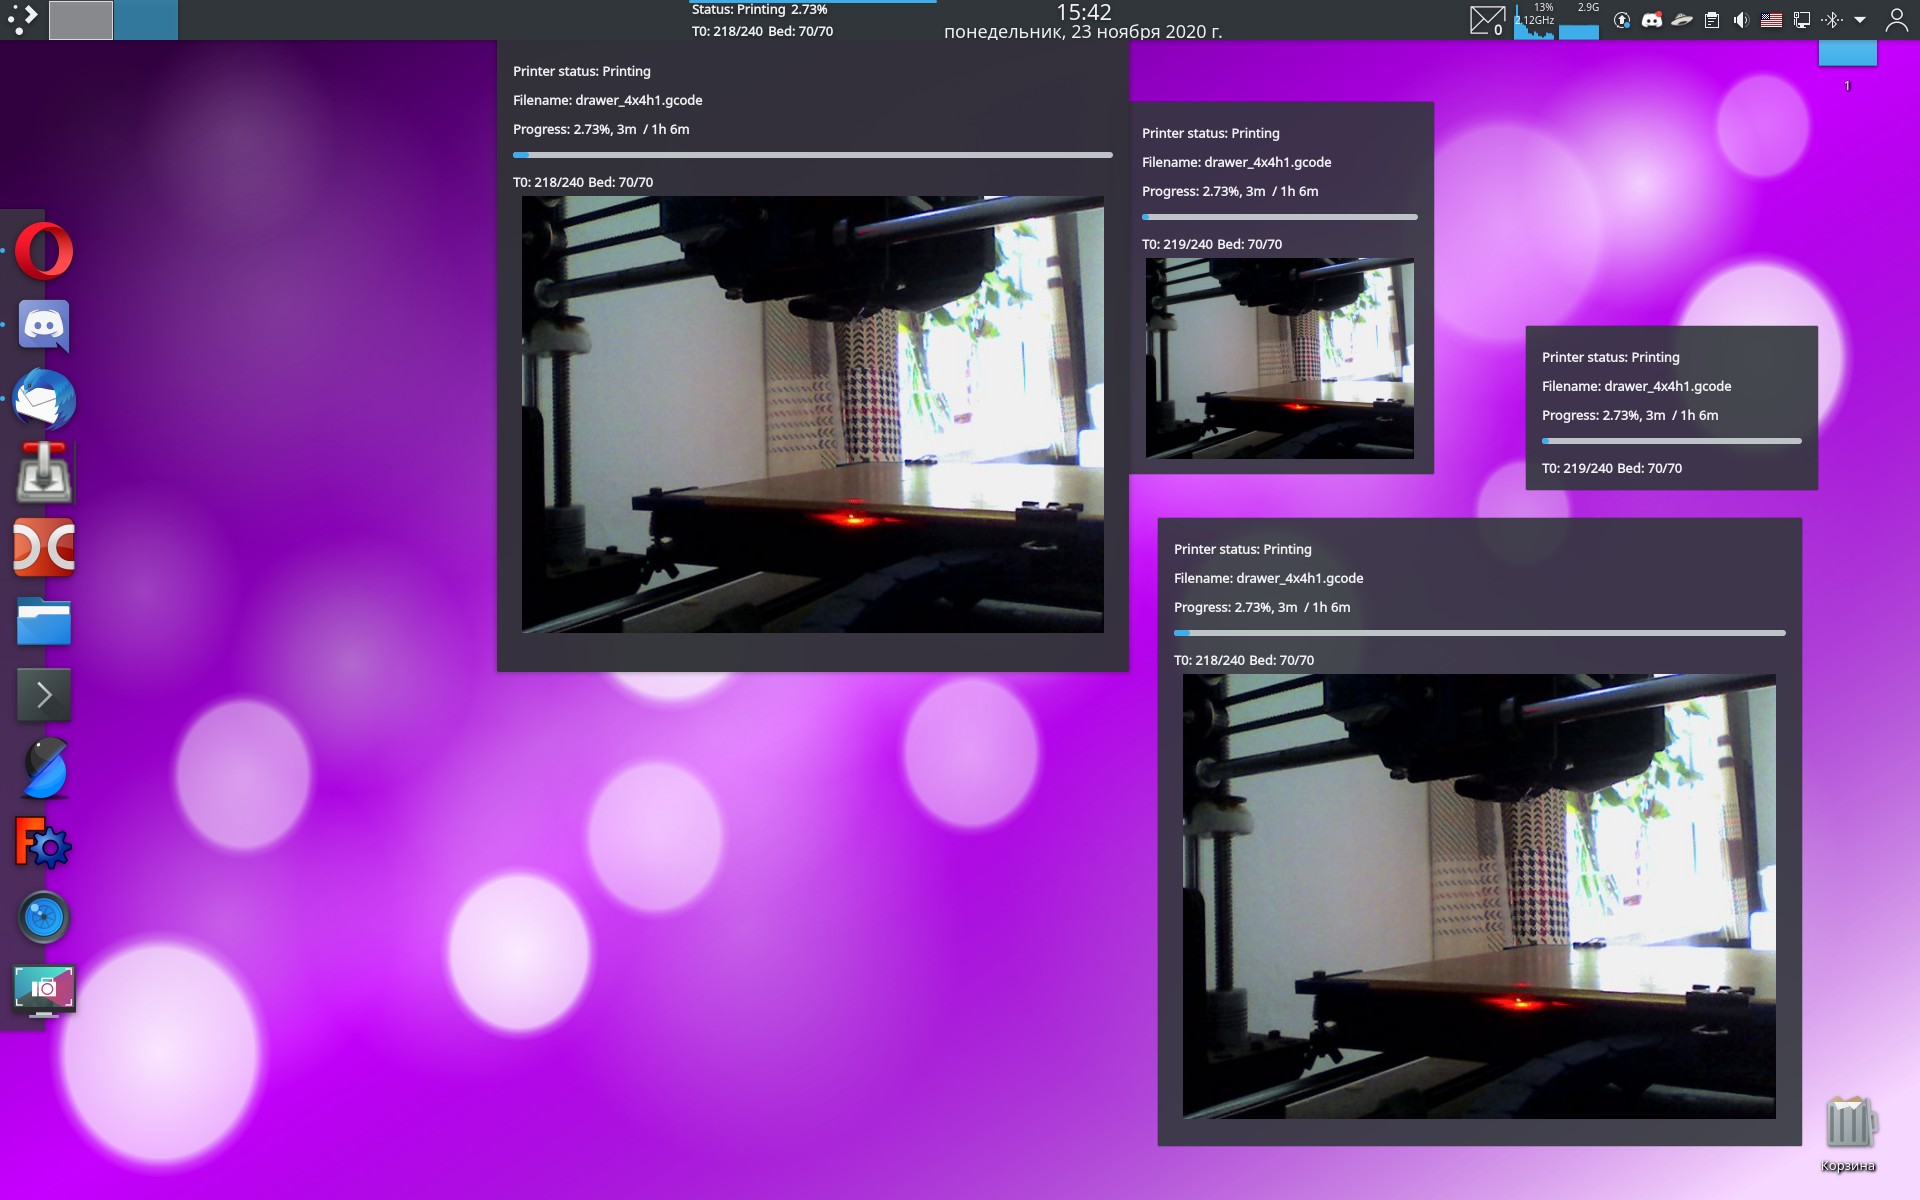 Status: Printing 2.73%
T0: 218/240 Bed: 70/70
15:42
понедельник, 23 ноября 2020 г.
0
13%
2.12GHz
2.9G
1
Printer status: Printing
Filename: drawer_4x4h1.gcode
Progress: 2.73%, 3m / 1h 6m
T0: 218/240 Bed: 70/70
Printer status: Printing
Filename: drawer_4x4h1.gcode
Progress: 2.73%, 3m / 1h 6m
T0: 219/240 Bed: 70/70
Printer status: Printing
Filename: drawer_4x4h1.gcode
Progress: 2.73%, 3m / 1h 6m
T0: 219/240 Bed: 70/70
Printer status: Printing
Filename: drawer_4x4h1.gcode
Progress: 2.73%, 3m / 1h 6m
T0: 218/240 Bed: 70/70
Корзина